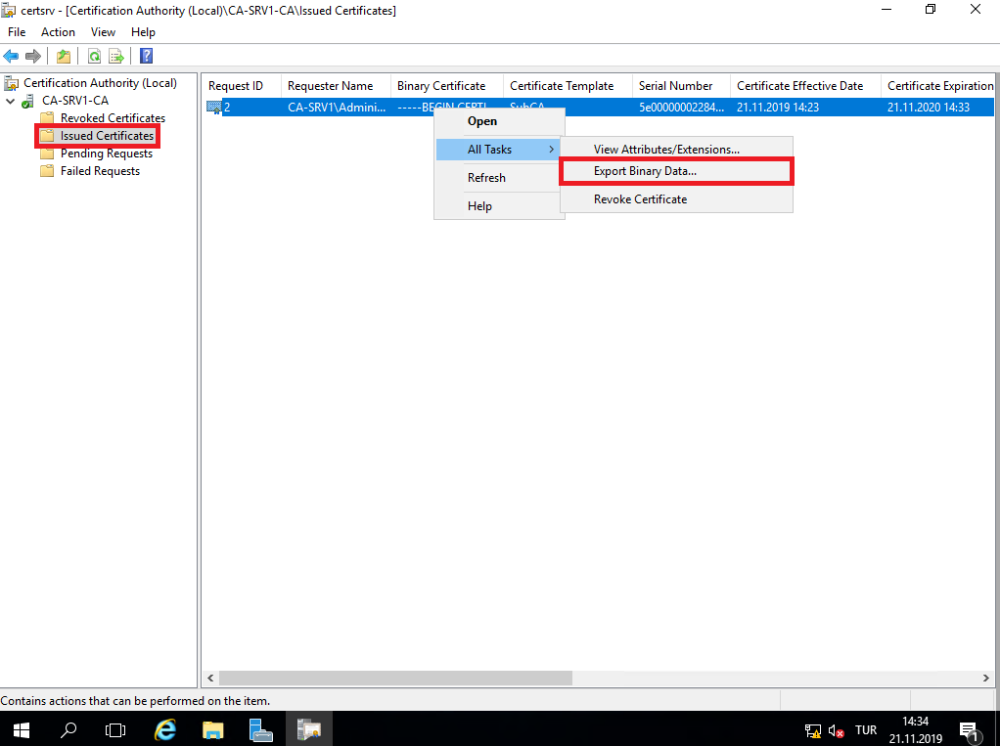 certsrv - [Certification Authority (Local)\CA-SRV1-CA\Issued Certificates]
File Action View Help
Certification Authority (Local)
CA-SRV1-CA
Revoked Certificates
Issued Certificates
Pending Requests
Failed Requests
Request ID Requester Name Binary Certificate Certificate Template Serial Number Certificate Effective Date Certificate Expiration
2 CA-SRV1\Admini... -----BEGIN CERTI... SubCA 5e00000002284... 21.11.2019 14:23 21.11.2020 14:33
Open
All Tasks
Refresh
Help
View Attributes/Extensions...
Export Binary Data...
Revoke Certificate
Contains actions that can be performed on the item.
TUR
14:34
21.11.2019
1